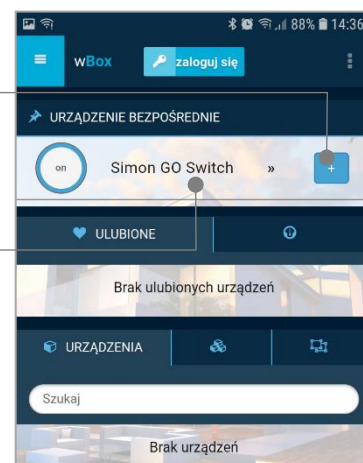 88% 14:36
wBox zaloguj się
URZĄDZENIE BEZPOŚREDNIE
on Simon GO Switch » +
ULUBIONE
Brak ulubionych urządzeń
URZĄDZENIA
Szukaj
Brak urządzeń